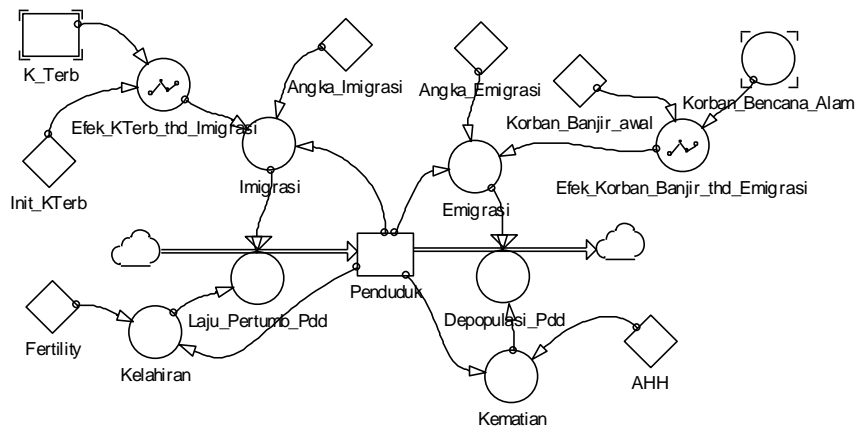 K_Terb
Angka_Imigrasi
Angka_Emigrasi
Korban_Bencana_Alam
Korban_Banjir_awal
Efek_KTerb_thd_Imigrasi
Imigrasi
Efek_Korban_Banjir_thd_Emigrasi
Init_KTerb
Emigrasi
Penduduk
Laju_Pertumb_Pdd
Depopulasi_Pdd
Fertility
Kelahiran
AHH
Kematian